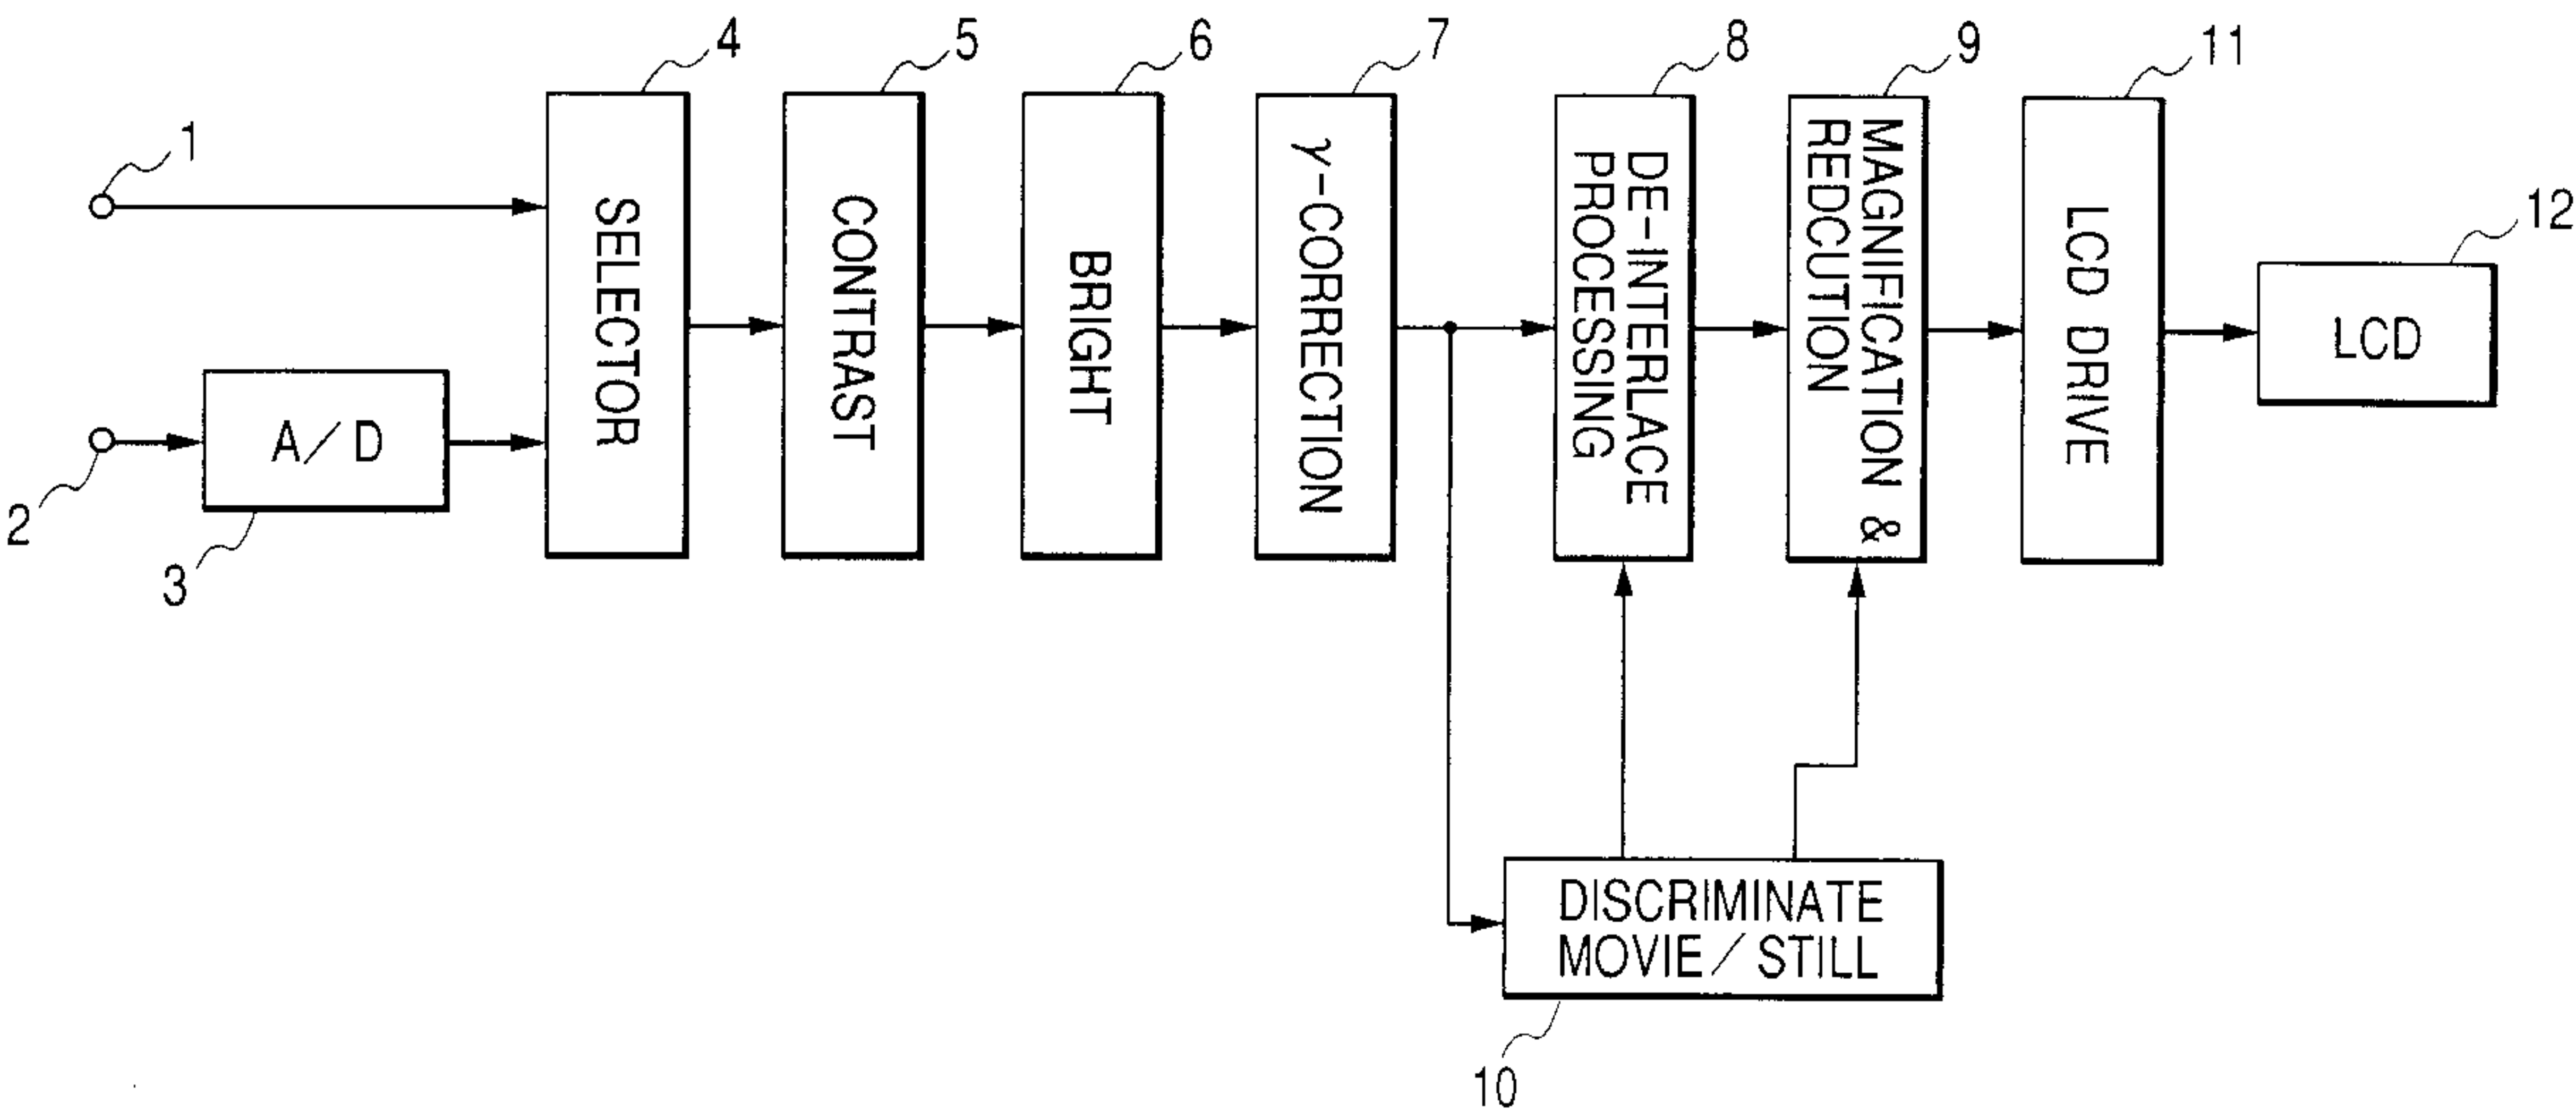 4
5
6
7
8
9
11
1
12
SELECTOR
CONTRAST
BRIGHT
γ-CORRECTION
DE-INTERLACE
PROCESSING
MAGNIFICATION &
REDCUTION
LCD DRIVE
LCD
A/D
2
3
DISCRIMINATE
MOVIE/STILL
10